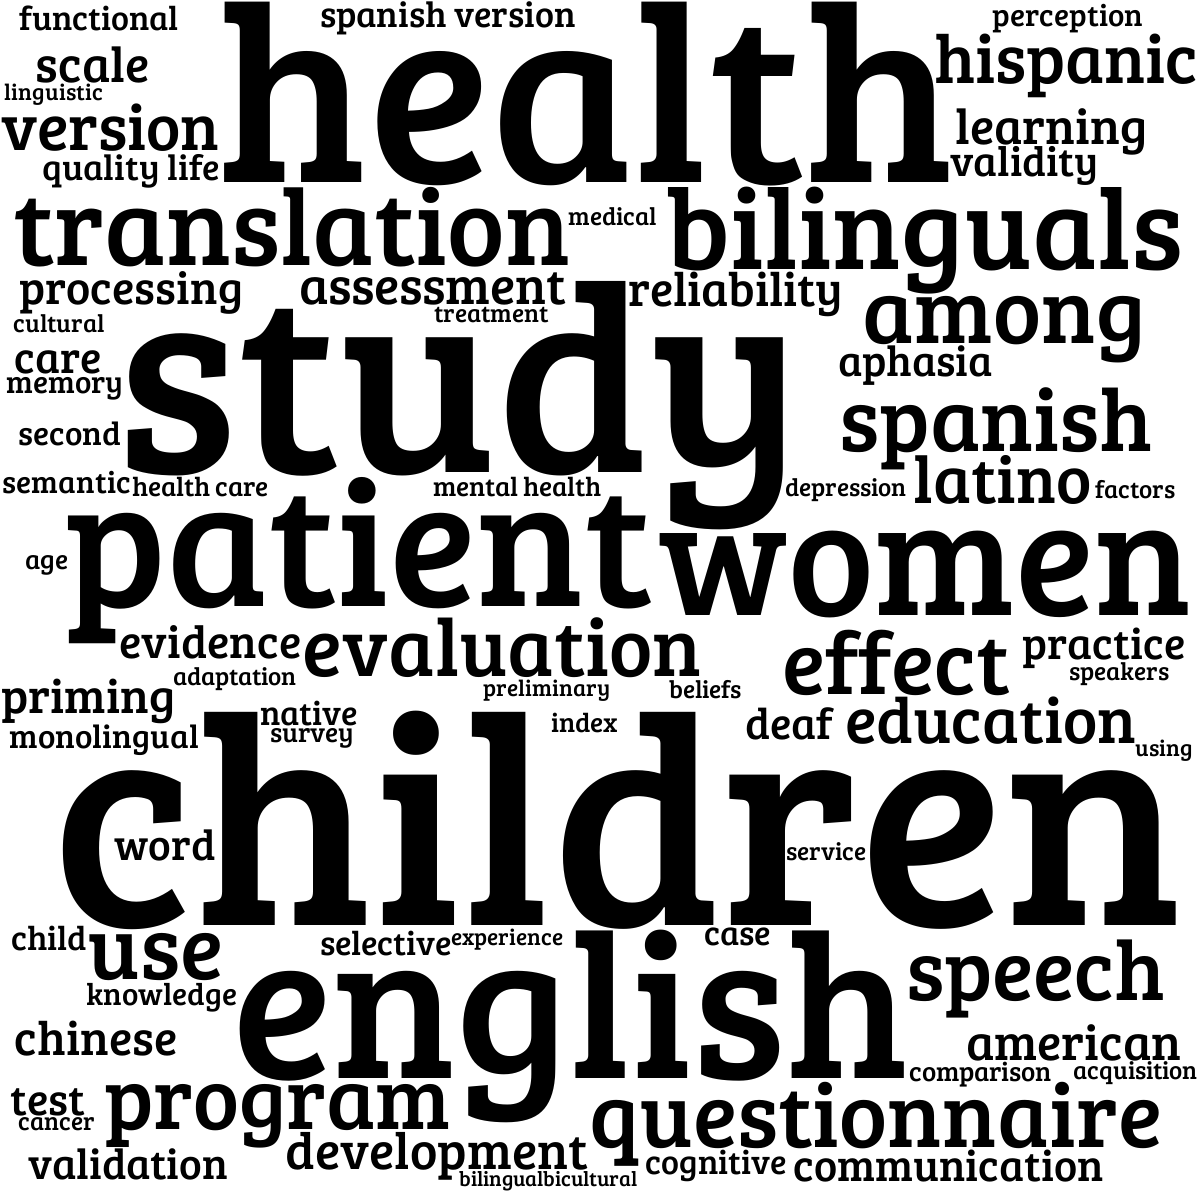 functional
spanish version
perception
health
scale
hispanic
linguistic
version
learning
quality life
validity
translation
medical
bilinguals
processing
assessment
reliability
among
treatment
cultural
study
care
aphasia
memory
spanish
second
semantic
health care
mental health
depression
latino
factors
patient
women
age
evidence
evaluation
effect
practice
speakers
adaptation
priming
preliminary
beliefs
native
index
deaf
education
monolingual
survey
using
children
word
service
child
use
selective
experience
case
english
speech
knowledge
chinese
american
comparison
acquisition
test
program
questionnaire
cancer
development
validation
cognitive
communication
bilingualbicultural